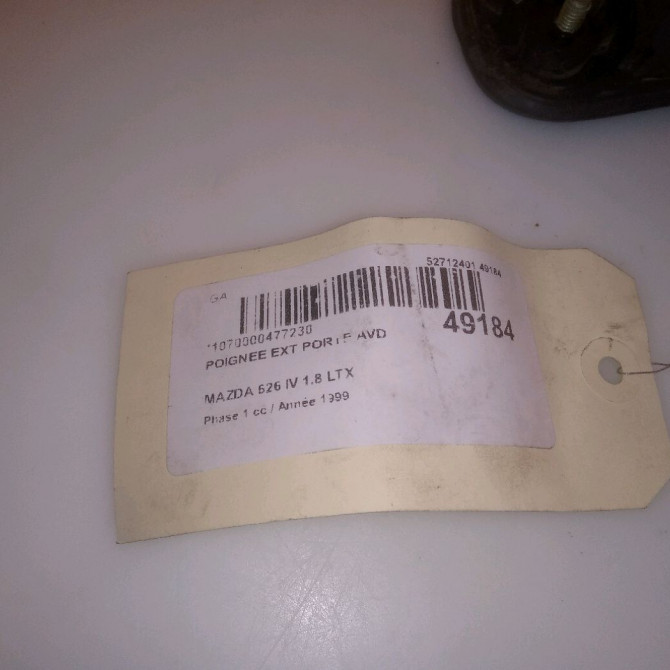 GA
52712401 49184
*1070000477230
49184
POIGNEE EXT PORTE AVD
MAZDA 626 IV 1.8 LTX
Phase 1 cc / Année 1999